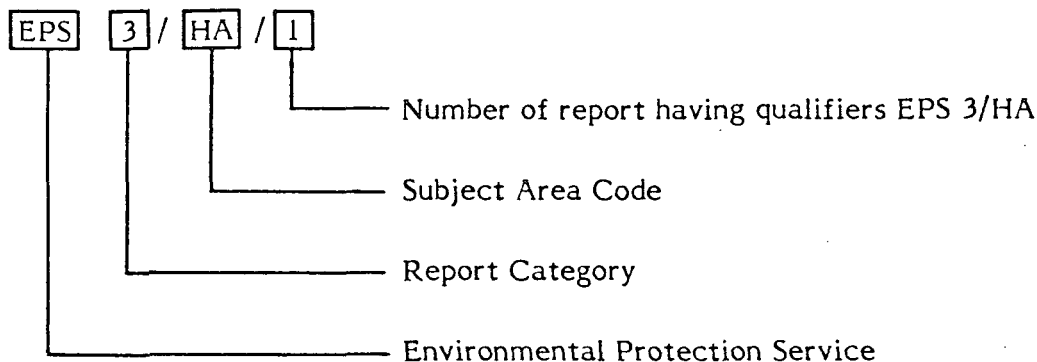 EPS 3 / HA / 1
Number of report having qualifiers EPS 3/HA
Subject Area Code
Report Category
Environmental Protection Service